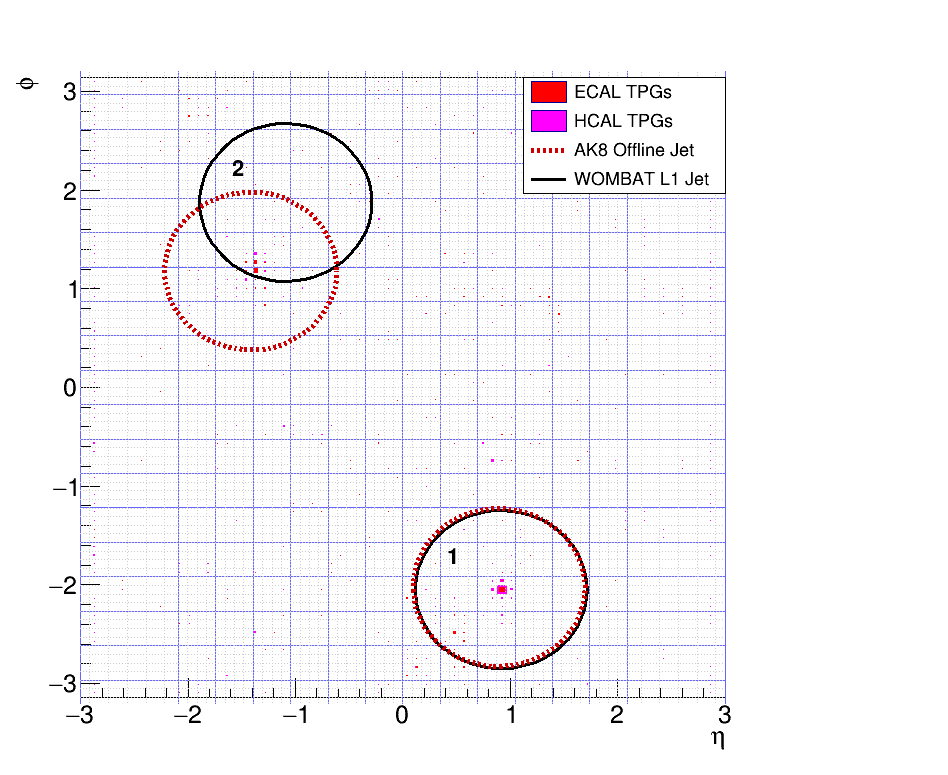 φ
3
2
1
0
−1
−2
−3
ECAL TPGs
HCAL TPGs
AK8 Offline Jet
WOMBAT L1 Jet
2
1
−3 −2 −1 0 1 2 3
η